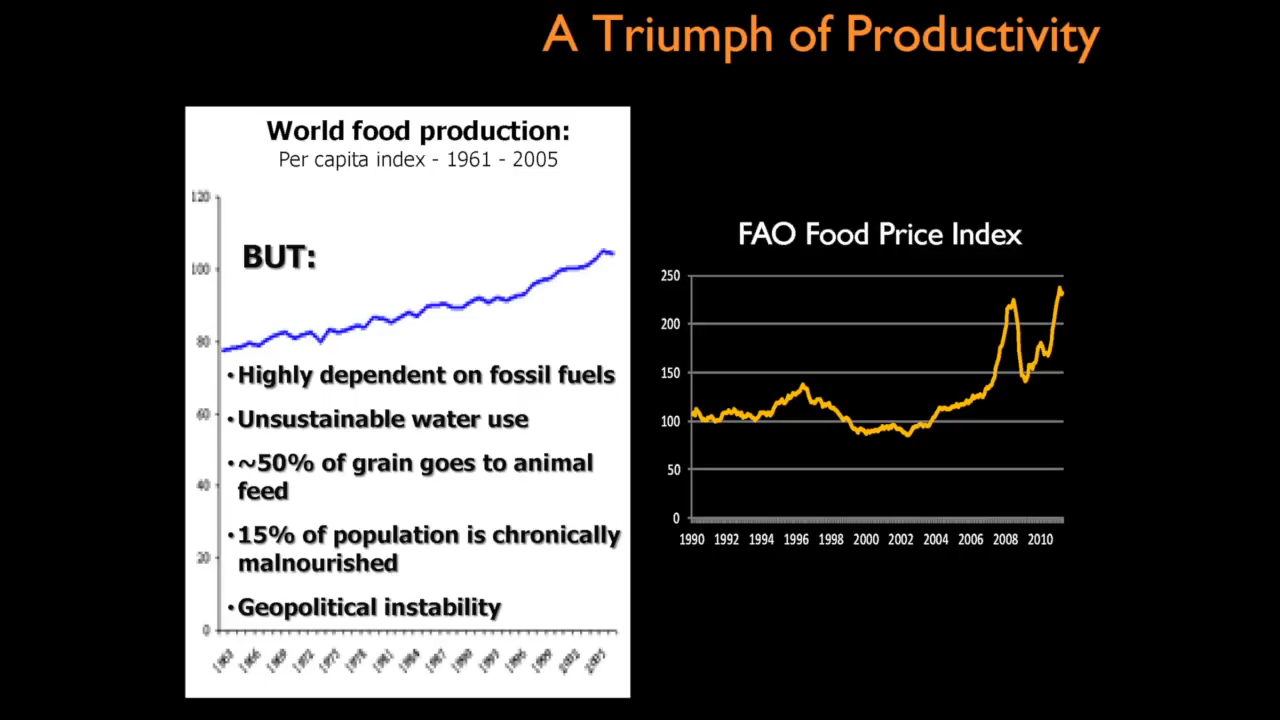 A Triumph of Productivity
World food production:
Per capita index - 1961 - 2005
120
100
80
60
40
20
0
BUT:
• Highly dependent on fossil fuels
• Unsustainable water use
• ~50% of grain goes to animal
feed
• 15% of population is chronically
malnourished
• Geopolitical instability
FAO Food Price Index
250
200
150
100
50
0
1990 1992 1994 1996 1998 2000 2002 2004 2006 2008 2010